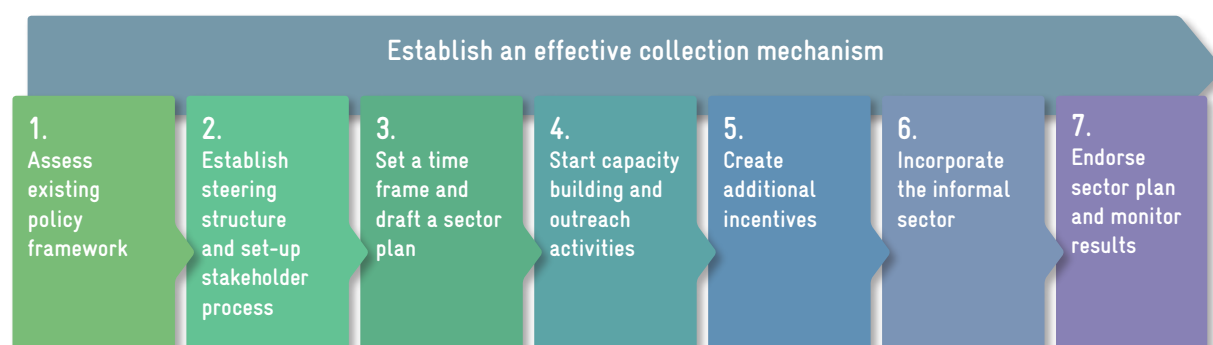 Establish an effective collection mechanism
1.
Assess
existing
policy
framework
2.
Establish
steering
structure
and set-up
stakeholder
process
3.
Set a time
frame and
draft a sector
plan
4.
Start capacity
building and
outreach
activities
5.
Create
additional
incentives
6.
Incorporate
the informal
sector
7.
Endorse
sector plan
and monitor
results